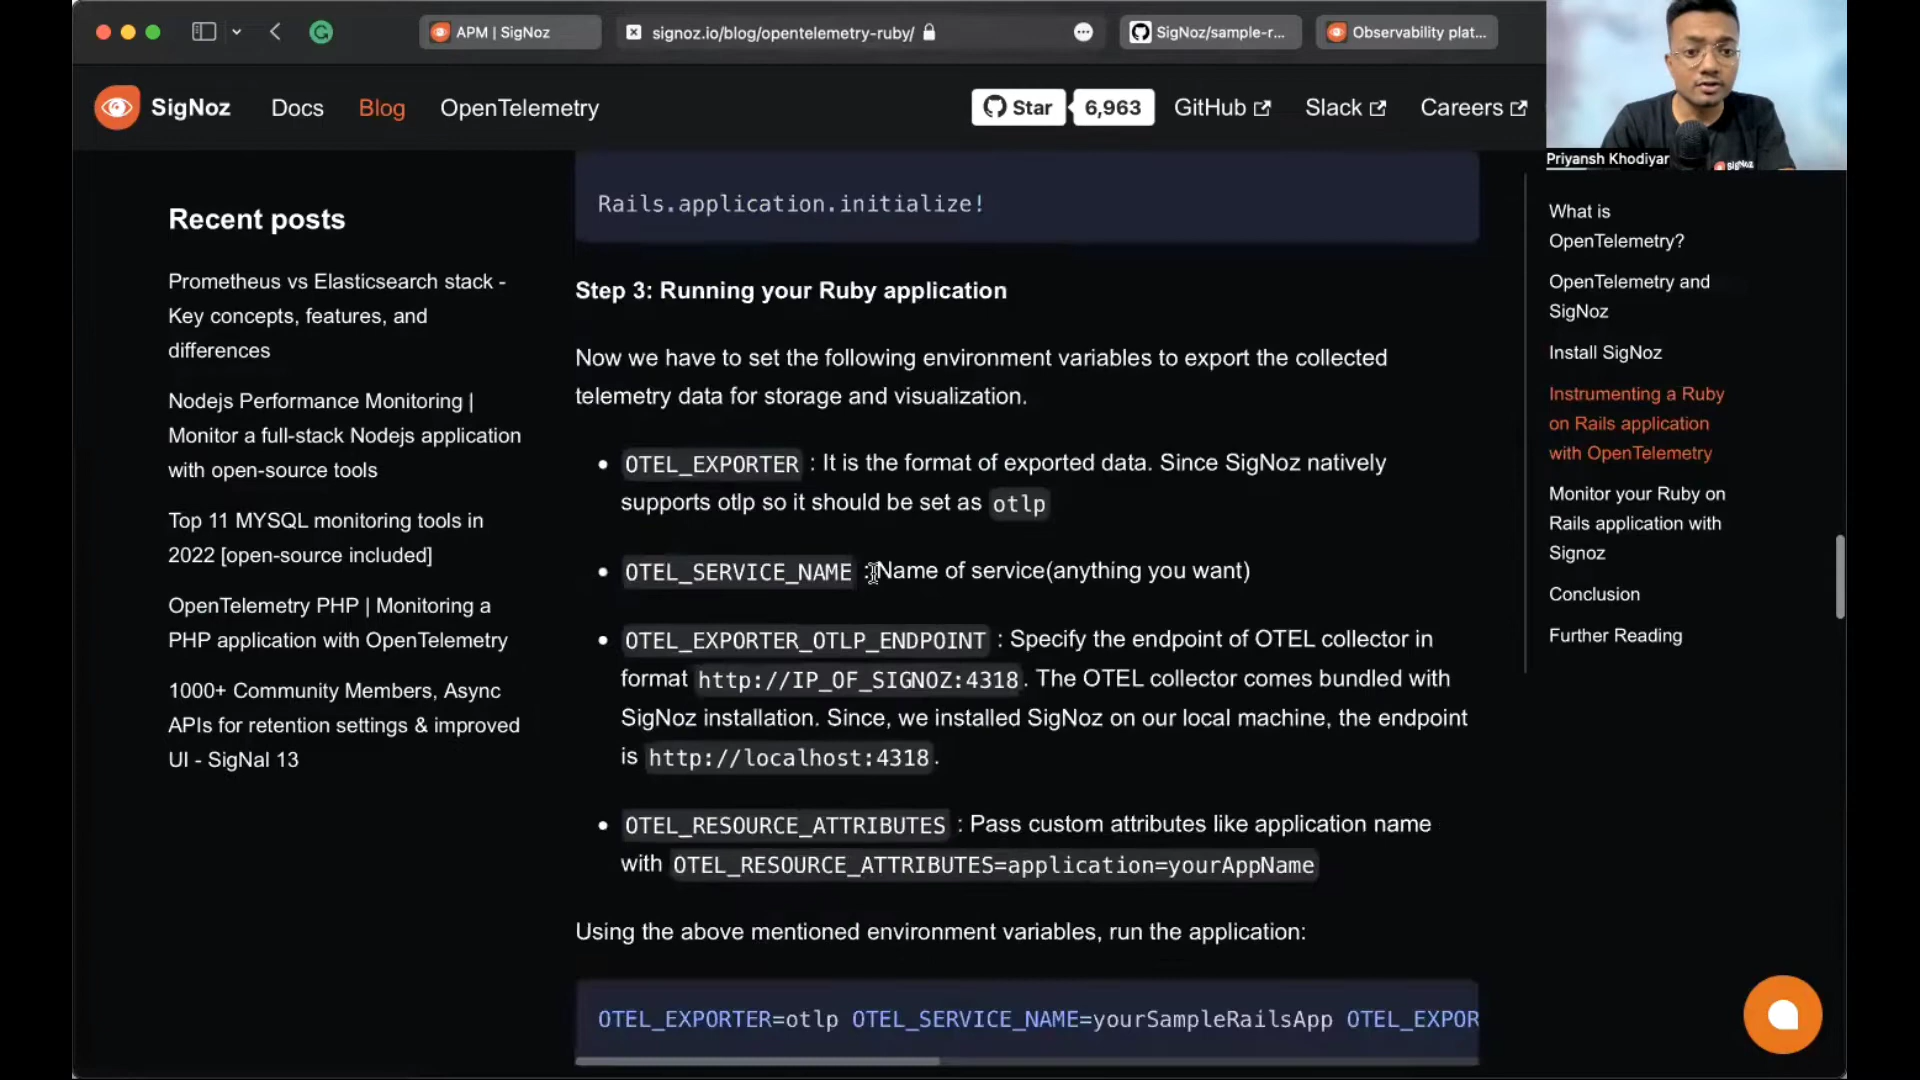 APM | SigNoz
signoz.io/blog/opentelemetry-ruby/
SigNoz/sample-r...
Observability plat...
SigNoz
Docs
Blog
OpenTelemetry
Star
6,963
GitHub
Slack
Careers
Priyansh Khodiyar
SigNoz
Recent posts
Prometheus vs Elasticsearch stack -
Key concepts, features, and
differences
Nodejs Performance Monitoring |
Monitor a full-stack Nodejs application
with open-source tools
Top 11 MYSQL monitoring tools in
2022 [open-source included]
OpenTelemetry PHP | Monitoring a
PHP application with OpenTelemetry
1000+ Community Members, Async
APIs for retention settings & improved
UI - SigNal 13
Rails.application.initialize!
Step 3: Running your Ruby application
Now we have to set the following environment variables to export the collected
telemetry data for storage and visualization.
OTEL_EXPORTER : It is the format of exported data. Since SigNoz natively
supports otlp so it should be set as otlp
OTEL_SERVICE_NAME : Name of service(anything you want)
OTEL_EXPORTER_OTLP_ENDPOINT : Specify the endpoint of OTEL collector in
format http://IP_OF_SIGNOZ:4318. The OTEL collector comes bundled with
SigNoz installation. Since, we installed SigNoz on our local machine, the endpoint
is http://localhost:4318.
OTEL_RESOURCE_ATTRIBUTES : Pass custom attributes like application name
with OTEL_RESOURCE_ATTRIBUTES=application=yourAppName
Using the above mentioned environment variables, run the application:
OTEL_EXPORTER=otlp OTEL_SERVICE_NAME=yourSampleRailsApp OTEL_EXPOR
What is
OpenTelemetry?
OpenTelemetry and
SigNoz
Install SigNoz
Instrumenting a Ruby
on Rails application
with OpenTelemetry
Monitor your Ruby on
Rails application with
Signoz
Conclusion
Further Reading